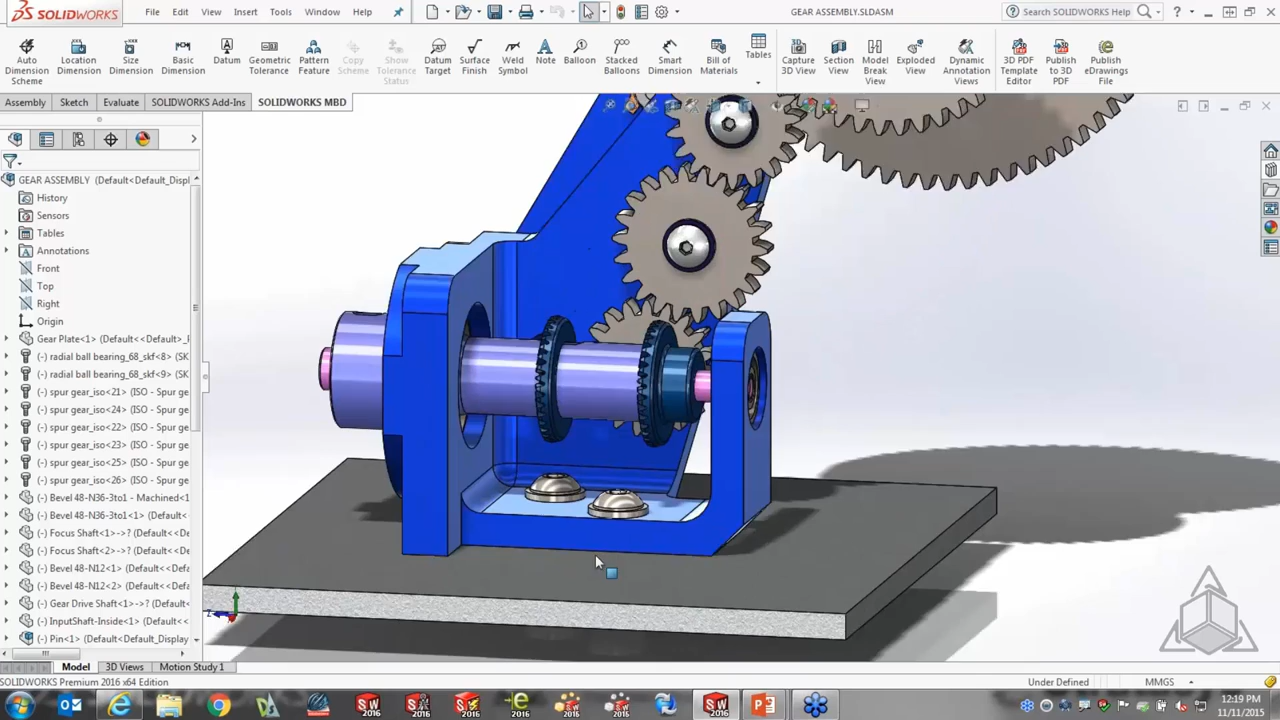 SOLIDWORKS
File Edit View Insert Tools Window Help
GEAR ASSEMBLY.SLDASM
Search SOLIDWORKS Help
Auto Dimension Scheme
Location Dimension
Size Dimension
Basic Dimension
Datum
Geometric Tolerance
Pattern Feature
Copy Scheme
Show Tolerance Status
Datum Target
Surface Finish
Weld Symbol
Note
Balloon
Stacked Balloons
Smart Dimension
Bill of Materials
Tables
Capture 3D View
Section View
Model Break View
Exploded View
Dynamic Annotation Views
3D PDF Template Editor
Publish to 3D PDF
Publish eDrawings File
Assembly
Sketch
Evaluate
SOLIDWORKS Add-Ins
SOLIDWORKS MBD
GEAR ASSEMBLY (Default<Default_Displ
History
Sensors
Tables
Annotations
Front
Top
Right
Origin
Gear Plate<1> (Default<<Default>_
(-) radial ball bearing_68_skf<8> (SK
(-) radial ball bearing_68_skf<9> (SK
(-) spur gear_iso<21> (ISO - Spur ge
(-) spur gear_iso<24> (ISO - Spur ge
(-) spur gear_iso<22> (ISO - Spur ge
(-) spur gear_iso<23> (ISO - Spur ge
(-) spur gear_iso<25> (ISO - Spur ge
(-) spur gear_iso<26> (ISO - Spur ge
(-) Bevel 48-N36-3to1 - Machined<1
(-) Bevel 48-N36-3to1<1> (Default<
(-) Focus Shaft<1>->? (Default<<De
(-) Focus Shaft<2>->? (Default<<De
(-) Bevel 48-N12<1> (Default<<Def
(-) Bevel 48-N12<2> (Default<<Def
(-) Gear Drive Shaft<1>->? (Default
(-) InputShaft-Inside<1> (Default<
(-) Pin<1> (Default<Default_Display
Model
3D Views
Motion Study 1
SOLIDWORKS Premium 2016 x64 Edition
Under Defined
MMGS
12:19 PM
11/11/2015